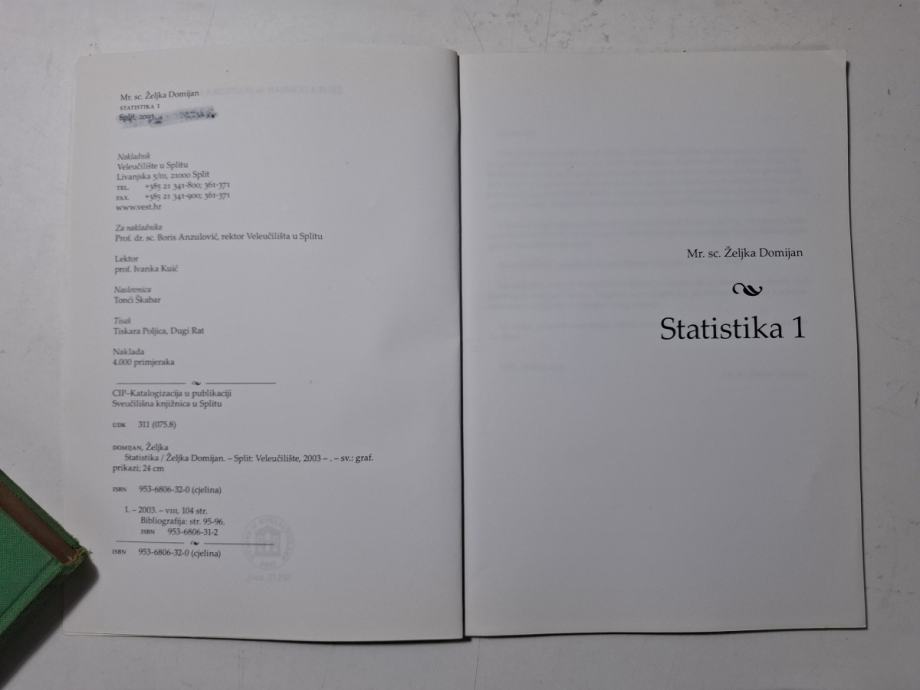 Mr. sc. Željka Domijan
STATISTIKA 1
Split, 2003.
Nakladnik
Veleučilište u Splitu
Livanjska 5/III, 21000 Split
TEL. +385 21 341-800; 361-371
FAX. +385 21 341-900; 361-371
www.vest.hr
Za nakladnika
Prof. dr. sc. Boris Anzulović, rektor Veleučilišta u Splitu
Lektor
prof. Ivanka Kuić
Naslovnica
Tonći Škabar
Tisak
Tiskara Poljica, Dugi Rat
Naklada
4.000 primjeraka
CIP-Katalogizacija u publikaciji
Sveučilišna knjižnica u Splitu
UDK 311 (075.8)
DOMIJAN, Željka
Statistika / Željka Domijan. – Split: Veleučilište, 2003 – . – sv.: graf.
prikazi; 24 cm
ISBN 953-6806-32-0 (cjelina)
1. – 2003. – VIII, 104 str.
Bibliografija: str. 95-96.
ISBN 953-6806-31-2
ISBN 953-6806-32-0 (cjelina)
Mr. sc. Željka Domijan
Statistika 1